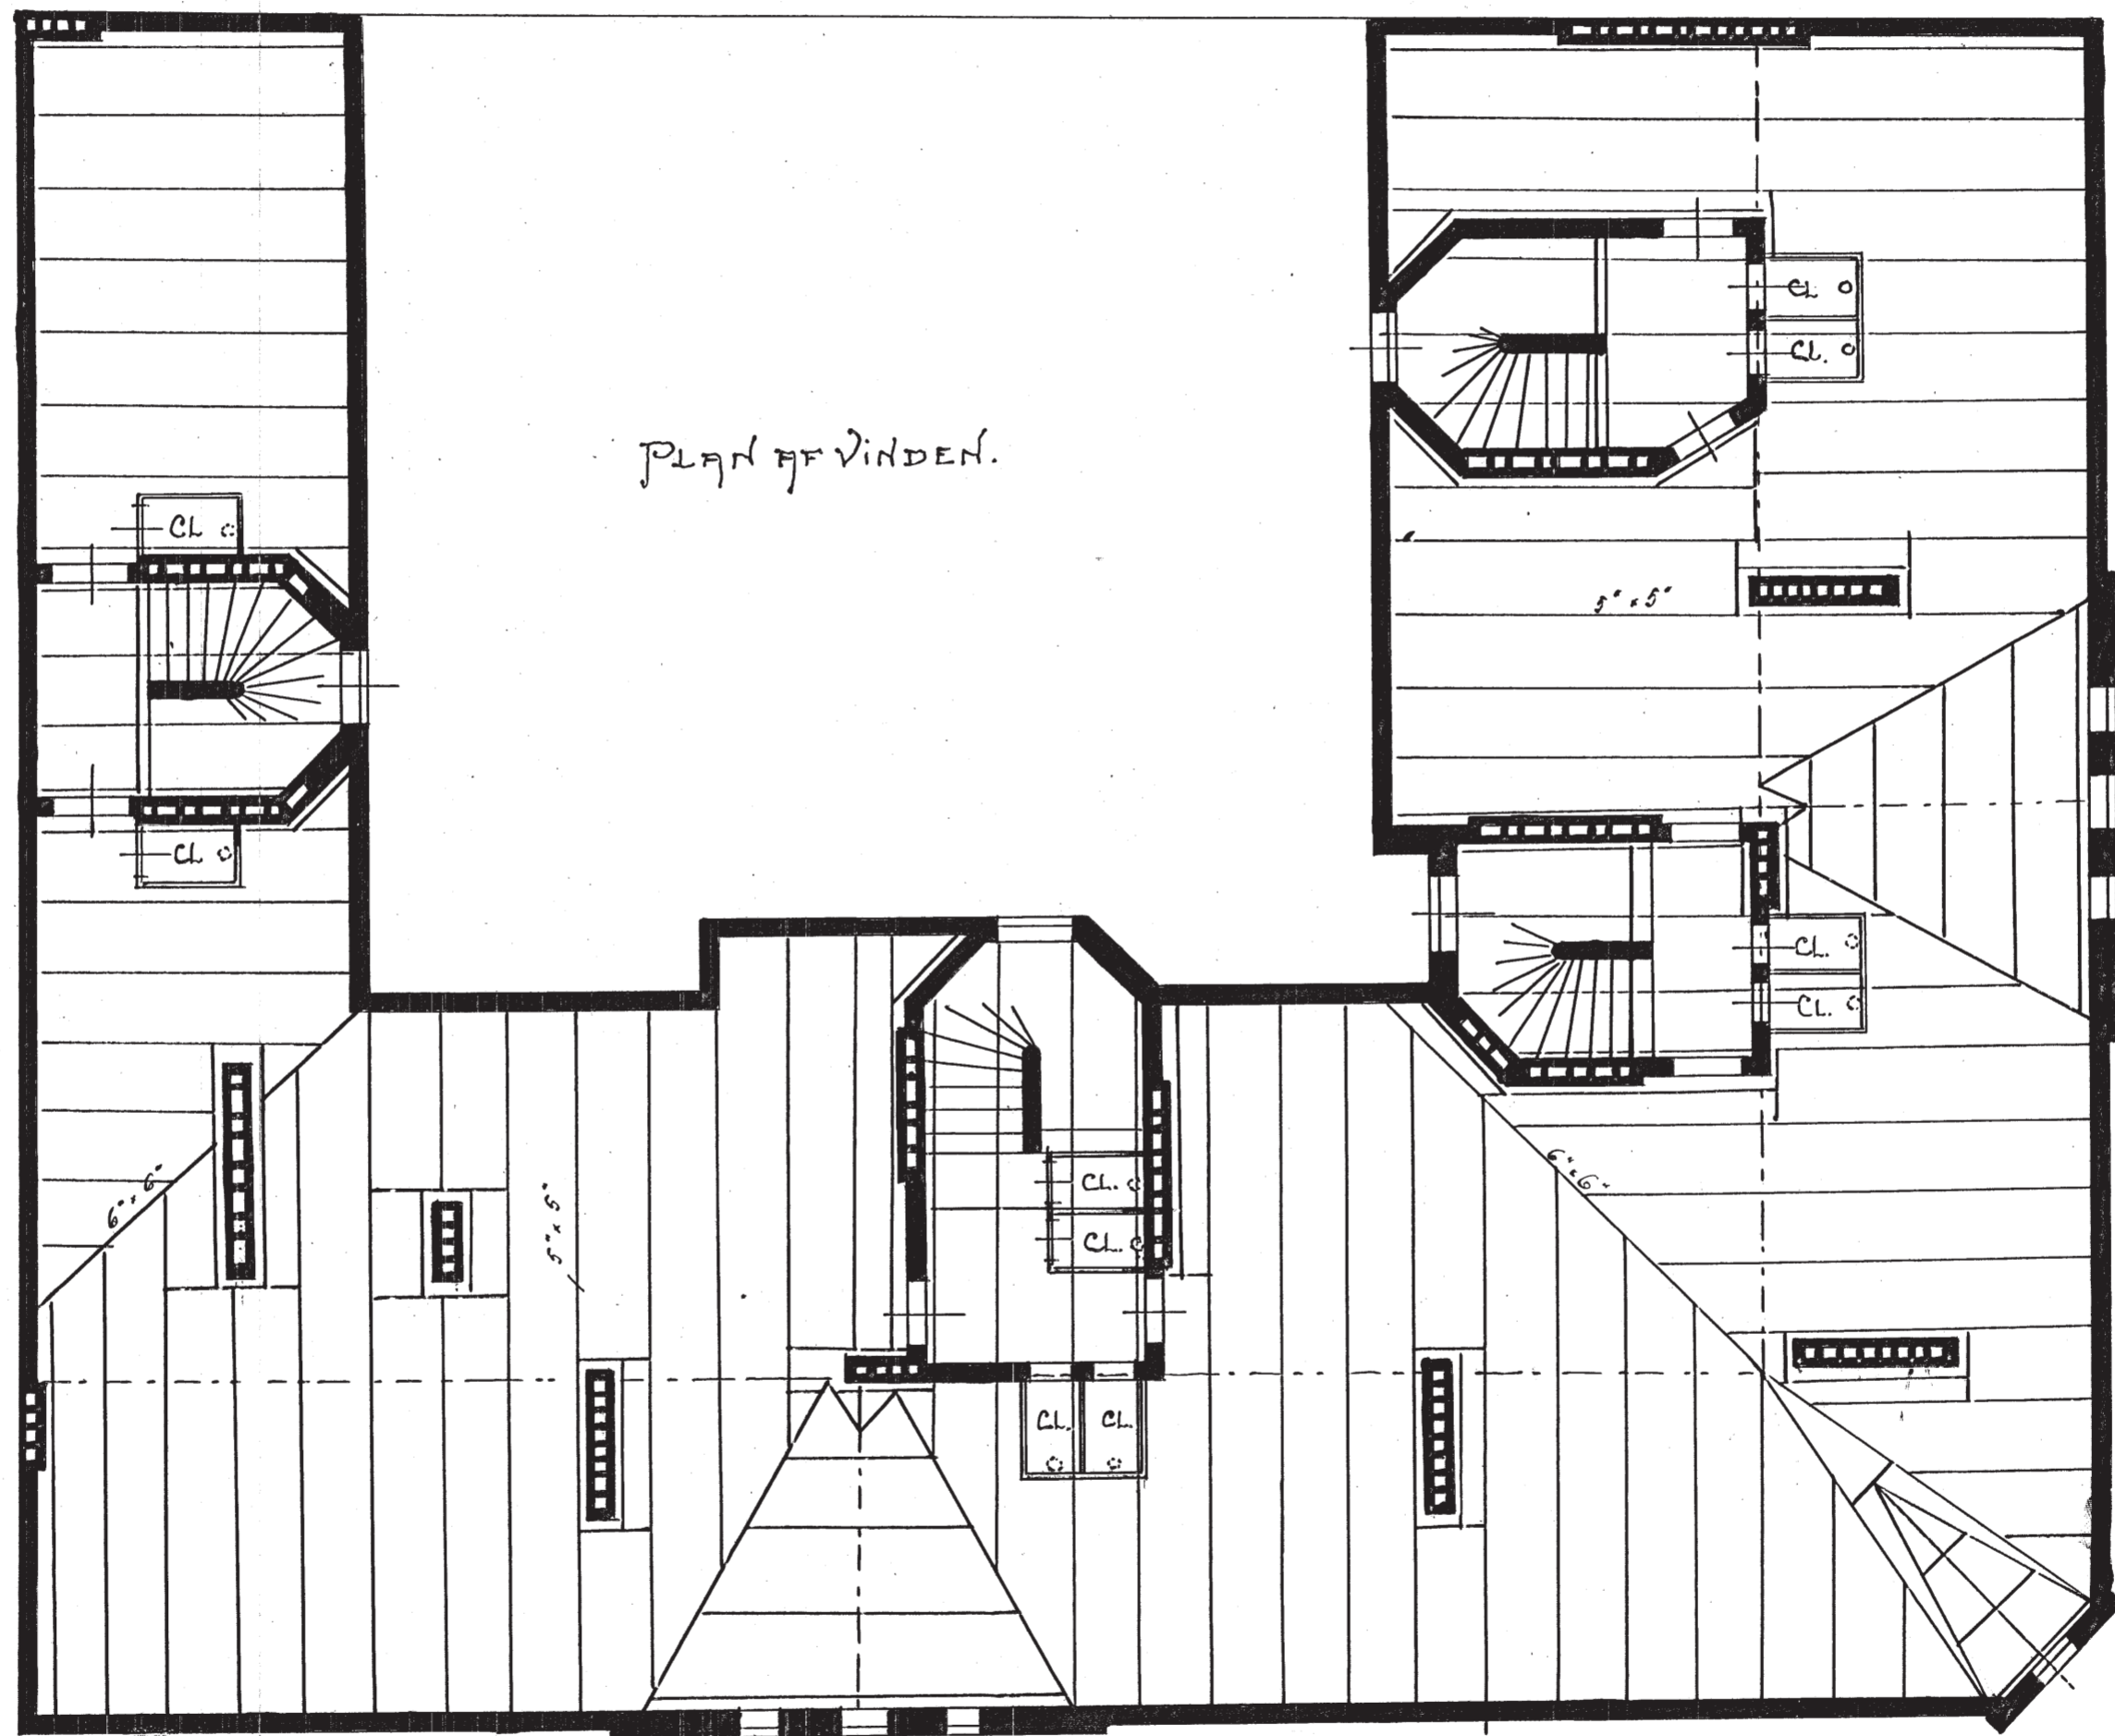 PLAN AF VINDEN.
CL
CL.
CL
5" x 5"
CL
CL.
CL.
6" x 6"
5" x 5"
CL.
CL.
6" x 6"
CL.
CL.